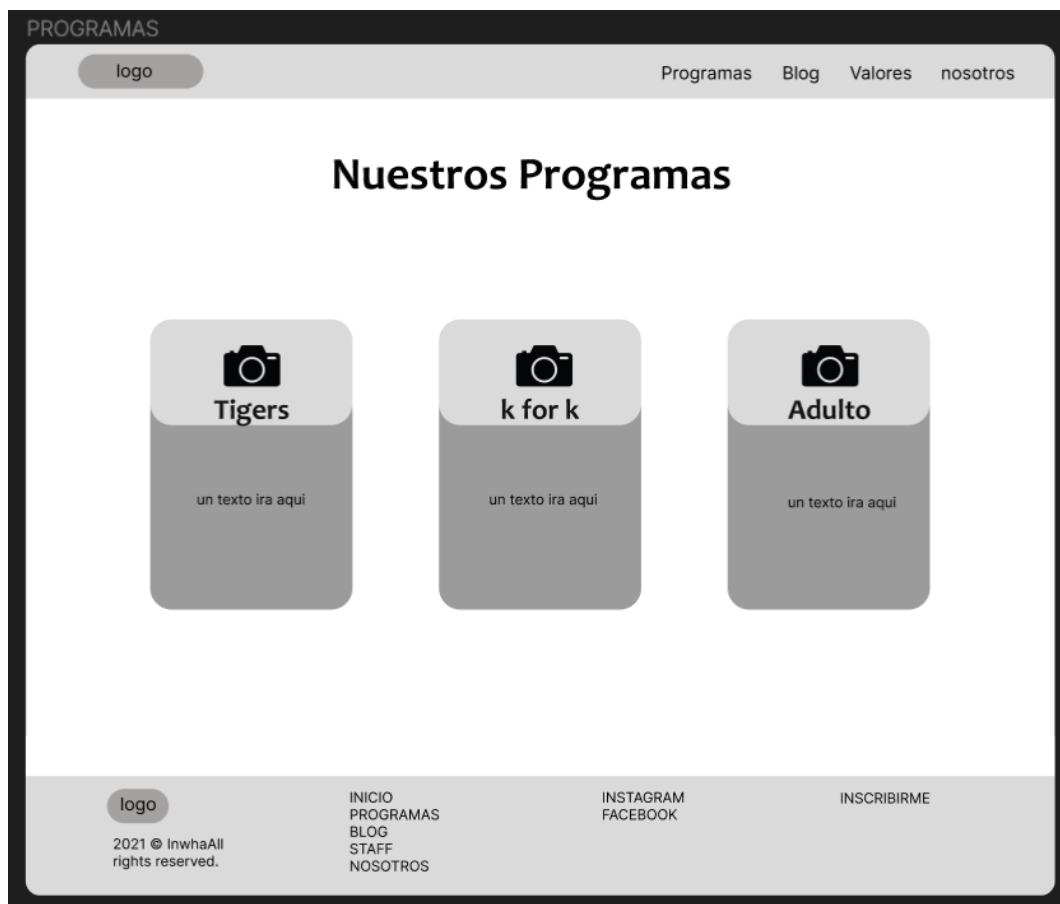 PROGRAMAS
logo
Programas Blog Valores nosotros
Nuestros Programas
Tigers
un texto ira aqui
k for k
un texto ira aqui
Adulto
un texto ira aqui
logo
2021 © InwhaAll
rights reserved.
INICIO
PROGRAMAS
BLOG
STAFF
NOSOTROS
INSTAGRAM
FACEBOOK
INSCRIBIRME